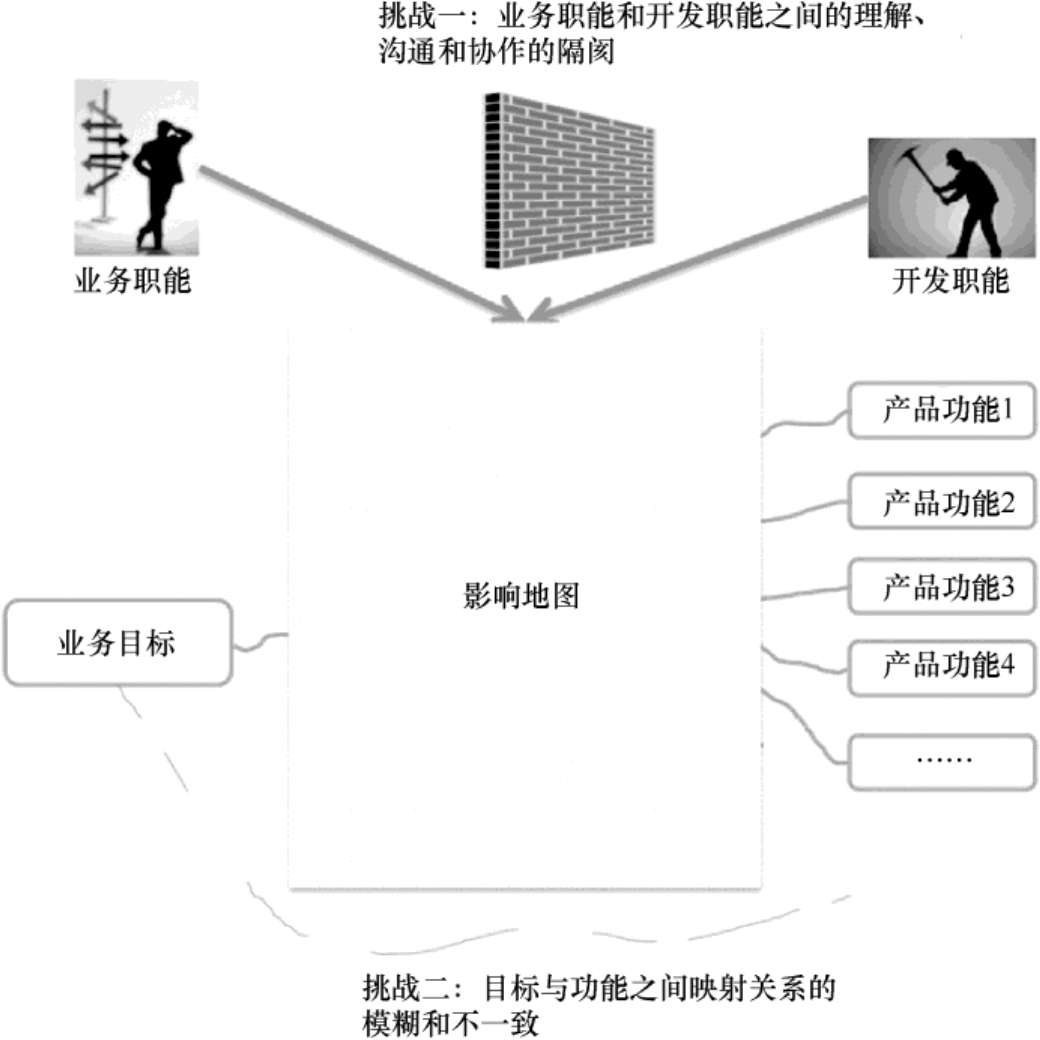 挑战一：业务职能和开发职能之间的理解、
沟通和协作的隔阂
业务职能
开发职能
产品功能1
产品功能2
产品功能3
影响地图
业务目标
产品功能4
……
挑战二：目标与功能之间映射关系的
模糊和不一致